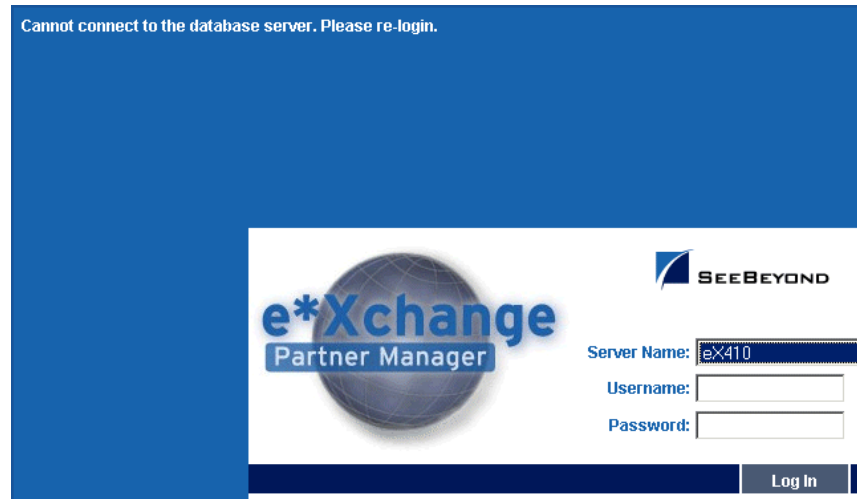 Cannot connect to the database server. Please re-login.
SEEBEYOND
e*Xchange
Partner Manager
Server Name: eX410
Username:
Password:
Log In